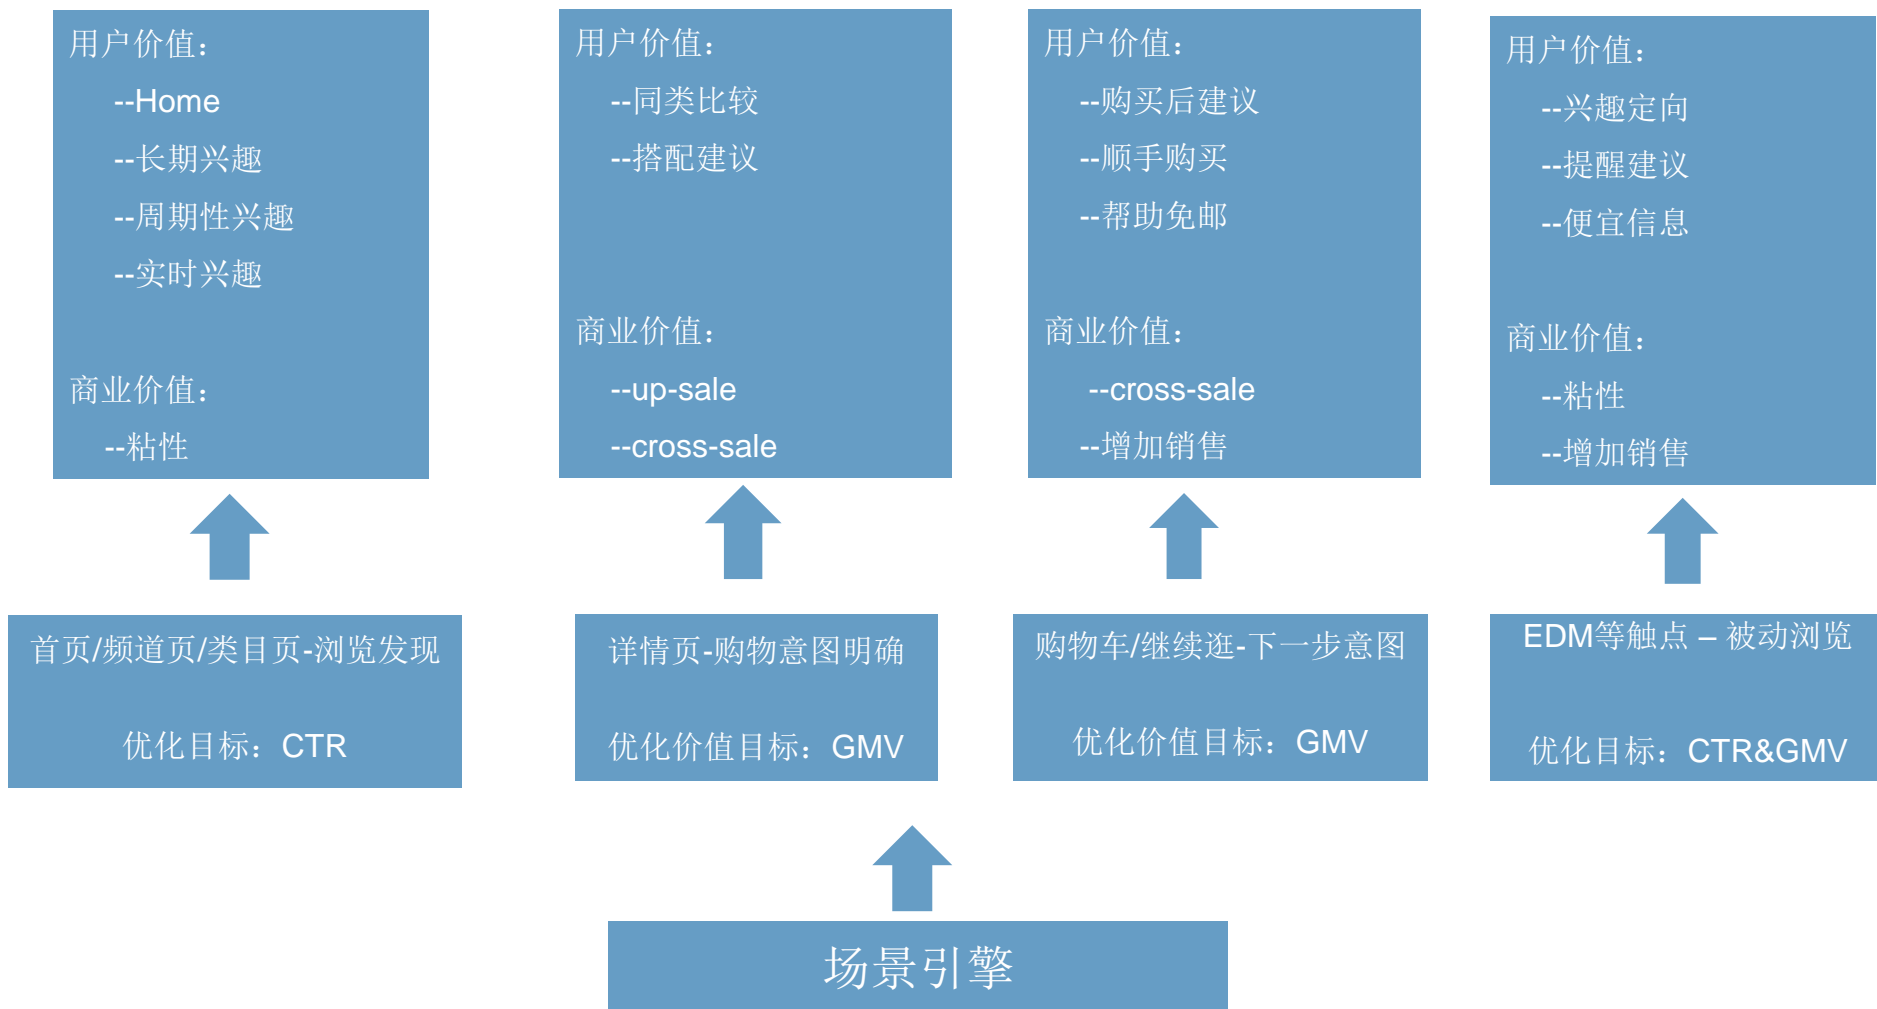 用户价值：
--Home
--长期兴趣
--周期性兴趣
--实时兴趣
商业价值：
--粘性
用户价值：
--同类比较
--搭配建议
商业价值：
--up-sale
--cross-sale
用户价值：
--购买后建议
--顺手购买
--帮助免邮
商业价值：
--cross-sale
--增加销售
用户价值：
--兴趣定向
--提醒建议
--便宜信息
商业价值：
--粘性
--增加销售
首页/频道页/类目页-浏览发现
优化目标：CTR
详情页-购物意图明确
优化价值目标：GMV
购物车/继续逛-下一步意图
优化价值目标：GMV
EDM等触点 – 被动浏览
优化目标：CTR&GMV
场景引擎